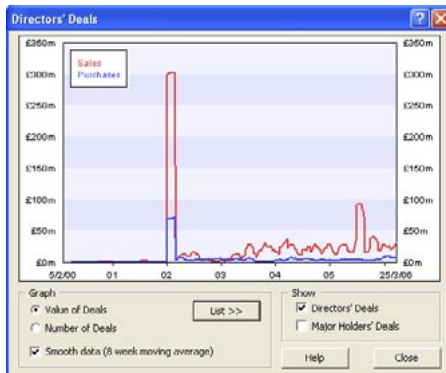 Directors' Deals
£350m £350m
Sales
Purchases
£300m £300m
£250m £250m
£200m £200m
£150m £150m
£100m £100m
£50m £50m
£0m £0m
5/2/00 01 02 03 04 05 25/3/06
Graph
Value of Deals
Number of Deals
Smooth data (8 week moving average)
List >>
Show
Directors' Deals
Major Holders' Deals
Help
Close